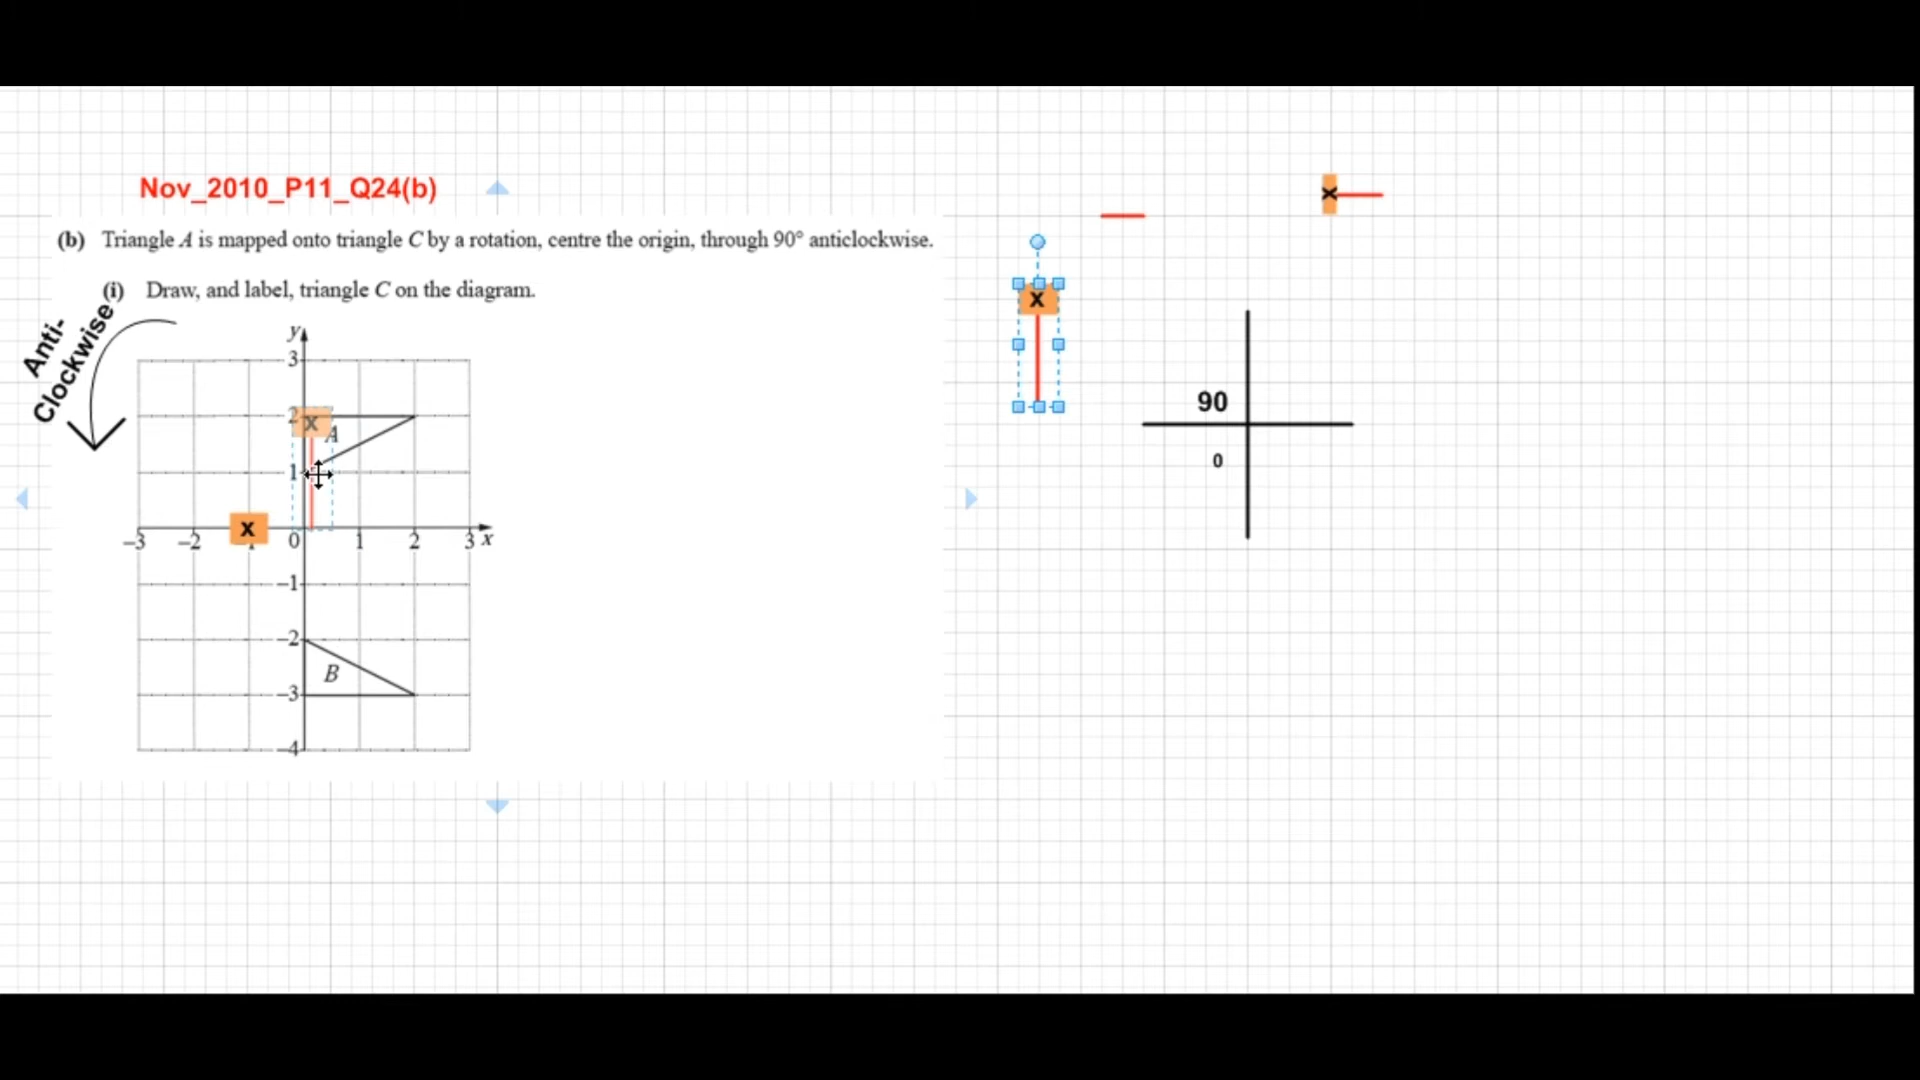 Nov_2010_P11_Q24(b)
(b) Triangle A is mapped onto triangle C by a rotation, centre the origin, through 90° anticlockwise.
(i) Draw, and label, triangle C on the diagram.
Anti-
Clockwise
y
3
2
x
A
1
x
-3 -2 0 1 2 3 x
-1
-2
B
-3
-4
x
x
90
0